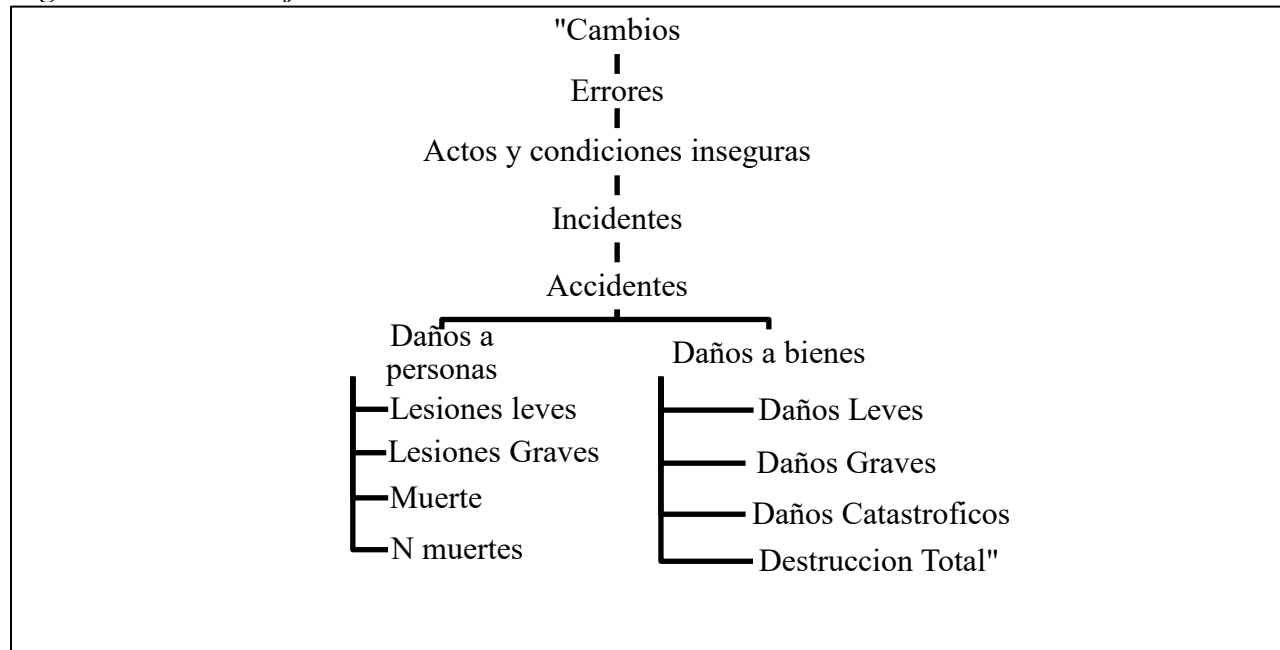 "Cambios
Errores
Actos y condiciones inseguras
Incidentes
Accidentes
Daños a
personas
Lesiones leves
Lesiones Graves
Muerte
N muertes
Daños a bienes
Daños Leves
Daños Graves
Daños Catastroficos
Destruccion Total"